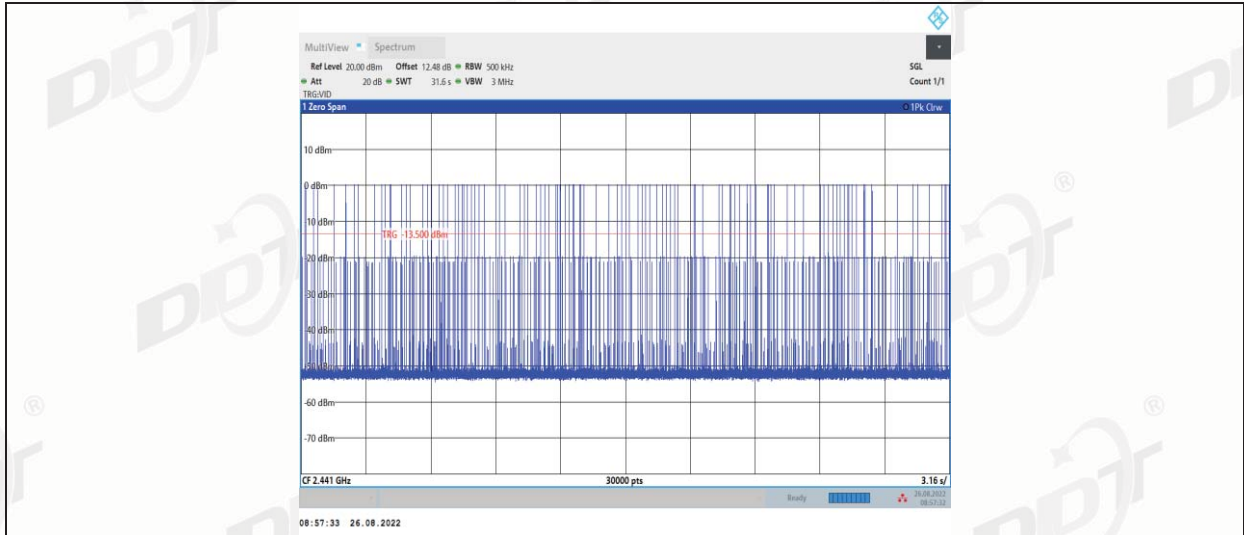 MultiView Spectrum
Ref Level 20.00 dBm Offset 12.48 dB RBW 500 kHz SGL
Att 20 dB SWT 31.6 s VBW 3 MHz Count 1/1
TRG:VID
1 Zero Span 1Pk Clrw
10 dBm
0 dBm
-10 dBm
TRG -13.500 dBm
-20 dBm
-30 dBm
-40 dBm
-60 dBm
-70 dBm
CF 2.441 GHz 30000 pts 3.16 s/
Ready 26.08.2022
08:57:32
08:57:33 26.08.2022
DDT
®